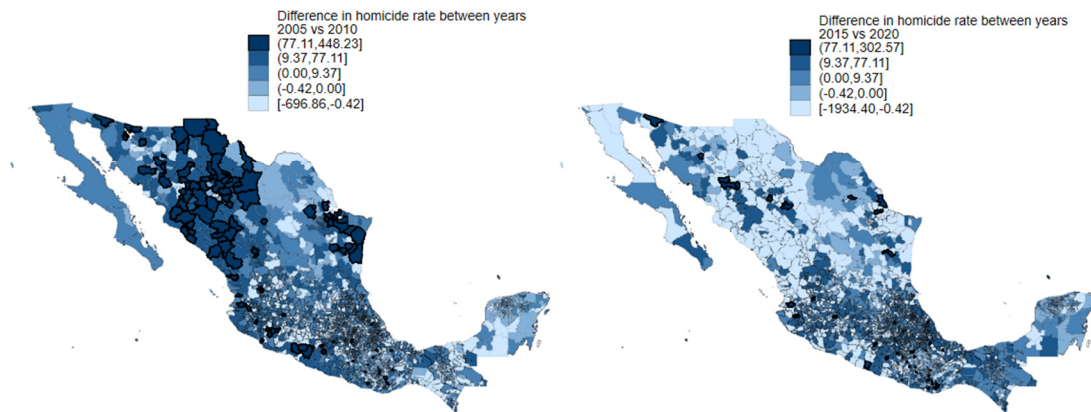 Difference in homicide rate between years
2005 vs 2010
(77.11,448.23]
(9.37,77.11]
(0.00,9.37]
(-0.42,0.00]
[-696.86,-0.42]
Difference in homicide rate between years
2015 vs 2020
(77.11,302.57]
(9.37,77.11]
(0.00,9.37]
(-0.42,0.00]
[-1934.40,-0.42]